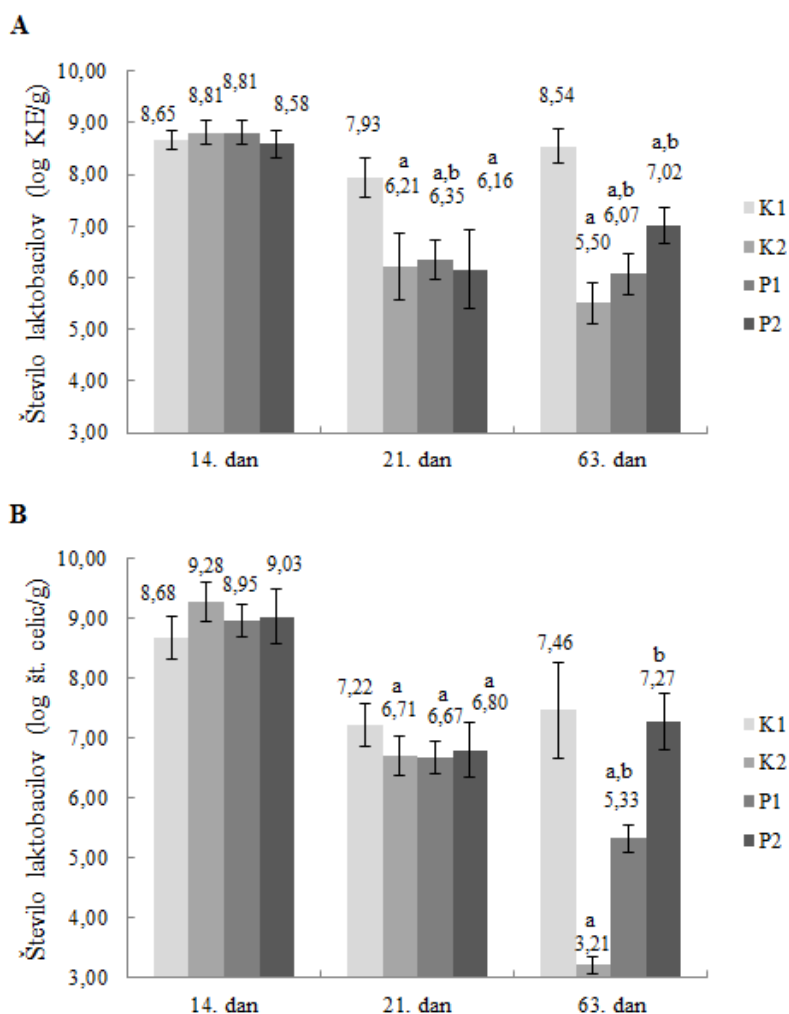 A
Število laktobacilov (log KE/g)
10,00
9,00
8,00
7,00
6,00
5,00
4,00
3,00
8,65 8,81 8,81 8,58
7,93 a 6,21 a,b 6,35 a 6,16
8,54 a 5,50 a,b 6,07 a,b 7,02
14. dan 21. dan 63. dan
K1
K2
P1
P2
B
Število laktobacilov (log št. celic/g)
10,00
9,00
8,00
7,00
6,00
5,00
4,00
3,00
8,68 9,28 8,95 9,03
7,22 a 6,71 a 6,67 a 6,80
7,46 a 3,21 a,b 5,33 b 7,27
14. dan 21. dan 63. dan
K1
K2
P1
P2